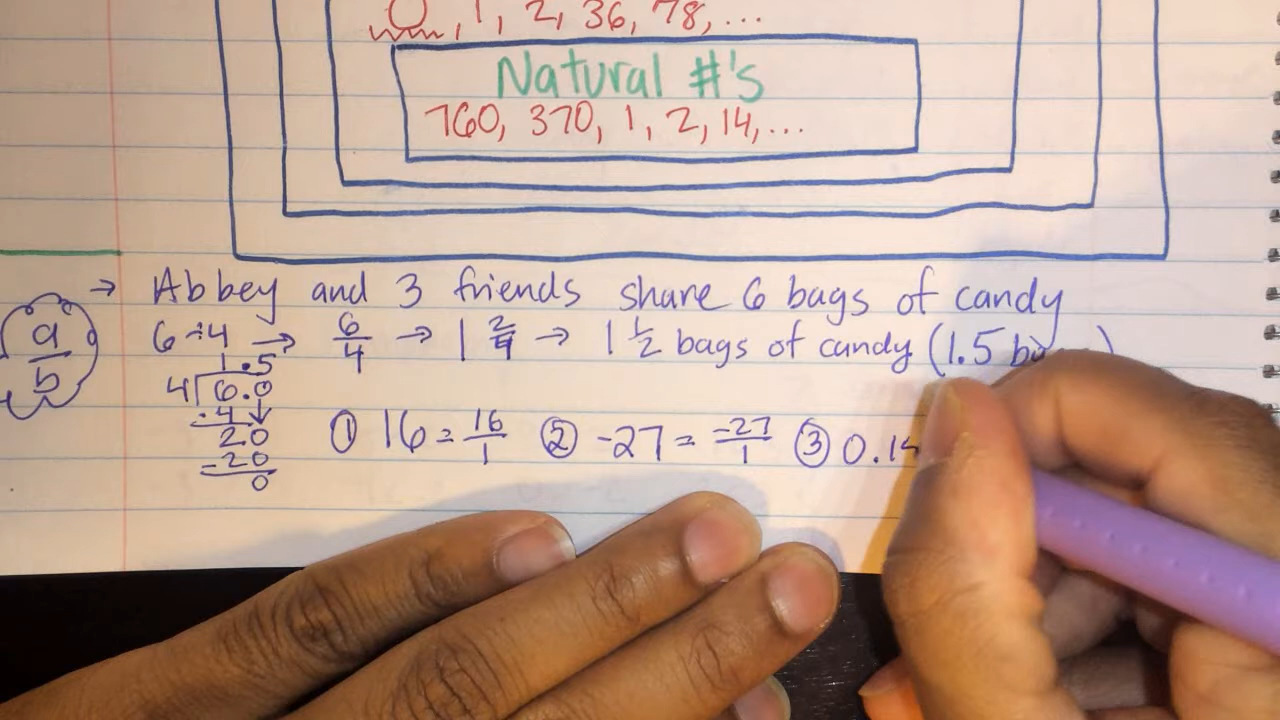 0, 1, 2, 36, 78, ...
Natural #'s
760, 370, 1, 2, 14, ...
→ Abbey and 3 friends share 6 bags of candy
a/b
6÷4 → 6/4 → 1 2/4 → 1 1/2 bags of candy (1.5
1.5
4 6.0
-4
20
-20
0
① 16 = 16/1 ② -27 = -27/1 ③ 0.1